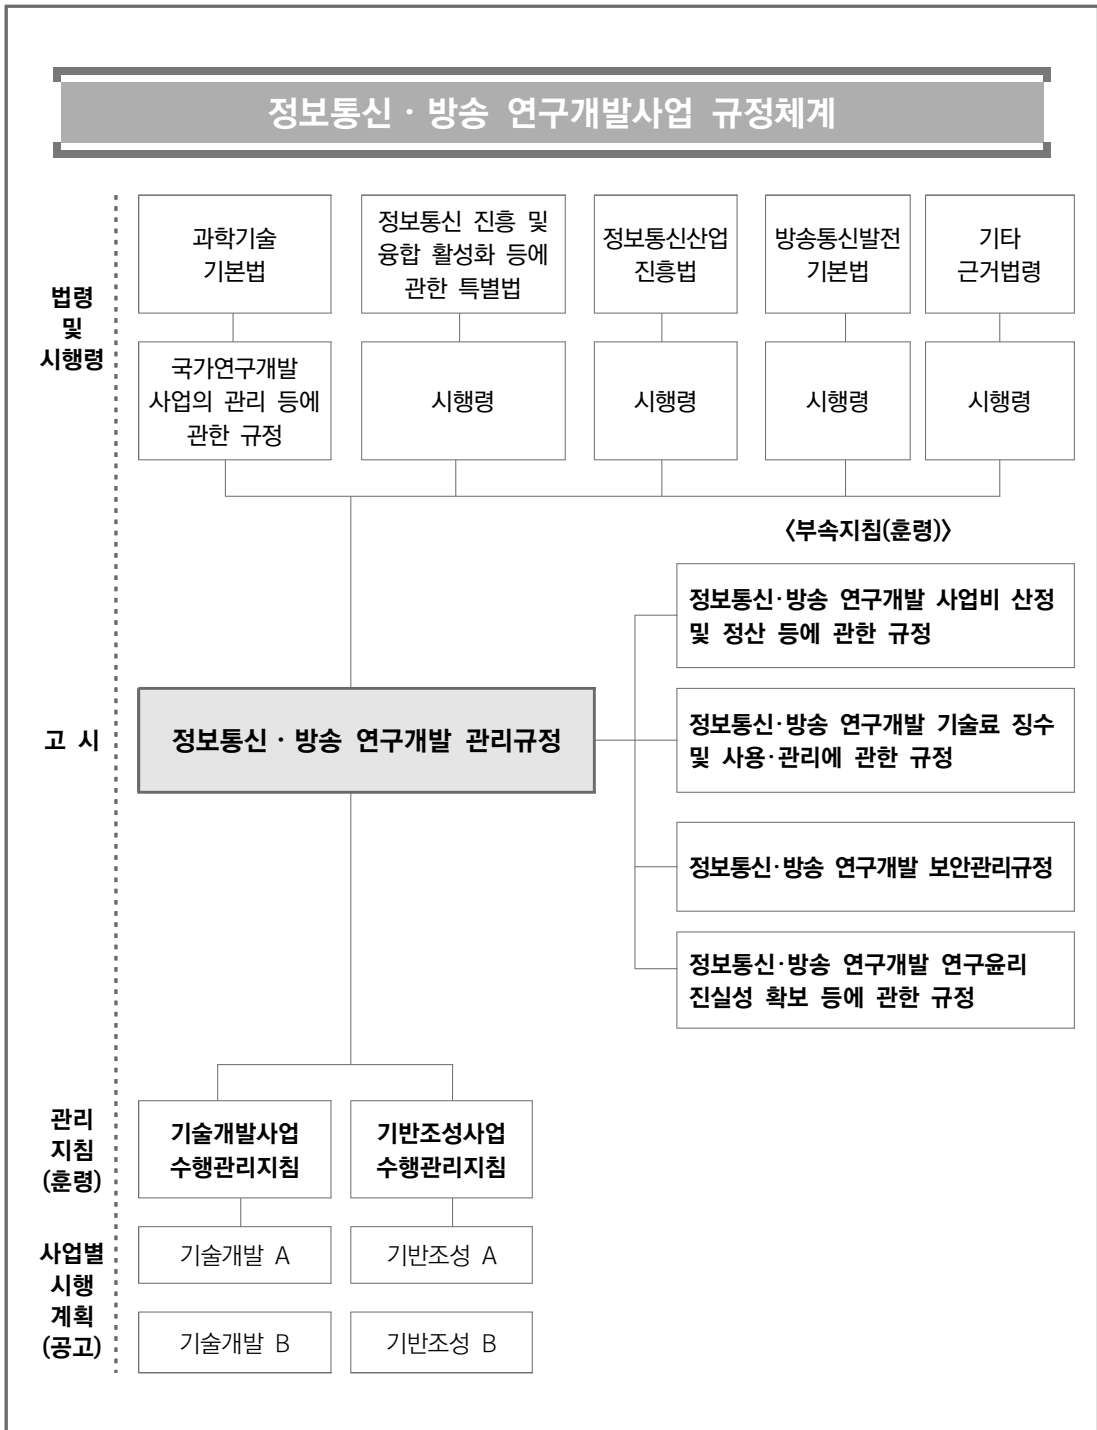 정보통신 · 방송 연구개발사업 규정체계
법령
및
시행령
과학기술
기본법
정보통신 진흥 및
융합 활성화 등에
관한 특별법
정보통신산업
진흥법
방송통신발전
기본법
기타
근거법령
국가연구개발
사업의 관리 등에
관한 규정
시행령
시행령
시행령
시행령
〈부속지침(훈령)〉
정보통신·방송 연구개발 사업비 산정
및 정산 등에 관한 규정
고 시
정보통신 · 방송 연구개발 관리규정
정보통신·방송 연구개발 기술료 징수
및 사용·관리에 관한 규정
정보통신·방송 연구개발 보안관리규정
정보통신·방송 연구개발 연구윤리
진실성 확보 등에 관한 규정
관리
지침
(훈령)
기술개발사업
수행관리지침
기반조성사업
수행관리지침
사업별
시행
계획
(공고)
기술개발 A
기반조성 A
기술개발 B
기반조성 B